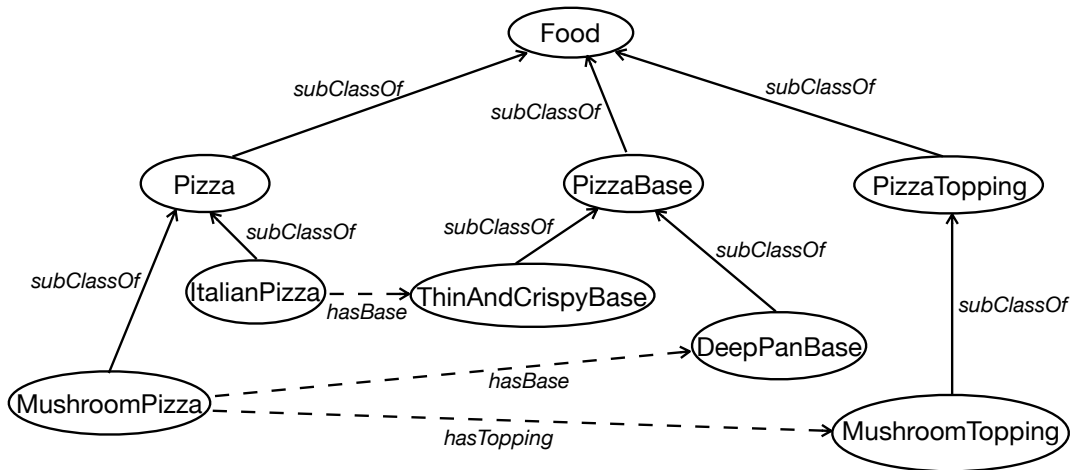 Food
subClassOf
subClassOf
subClassOf
Pizza
PizzaBase
PizzaTopping
subClassOf
subClassOf
subClassOf
subClassOf
subClassOf
ItalianPizza
hasBase
ThinAndCrispyBase
DeepPanBase
hasBase
MushroomPizza
hasTopping
MushroomTopping